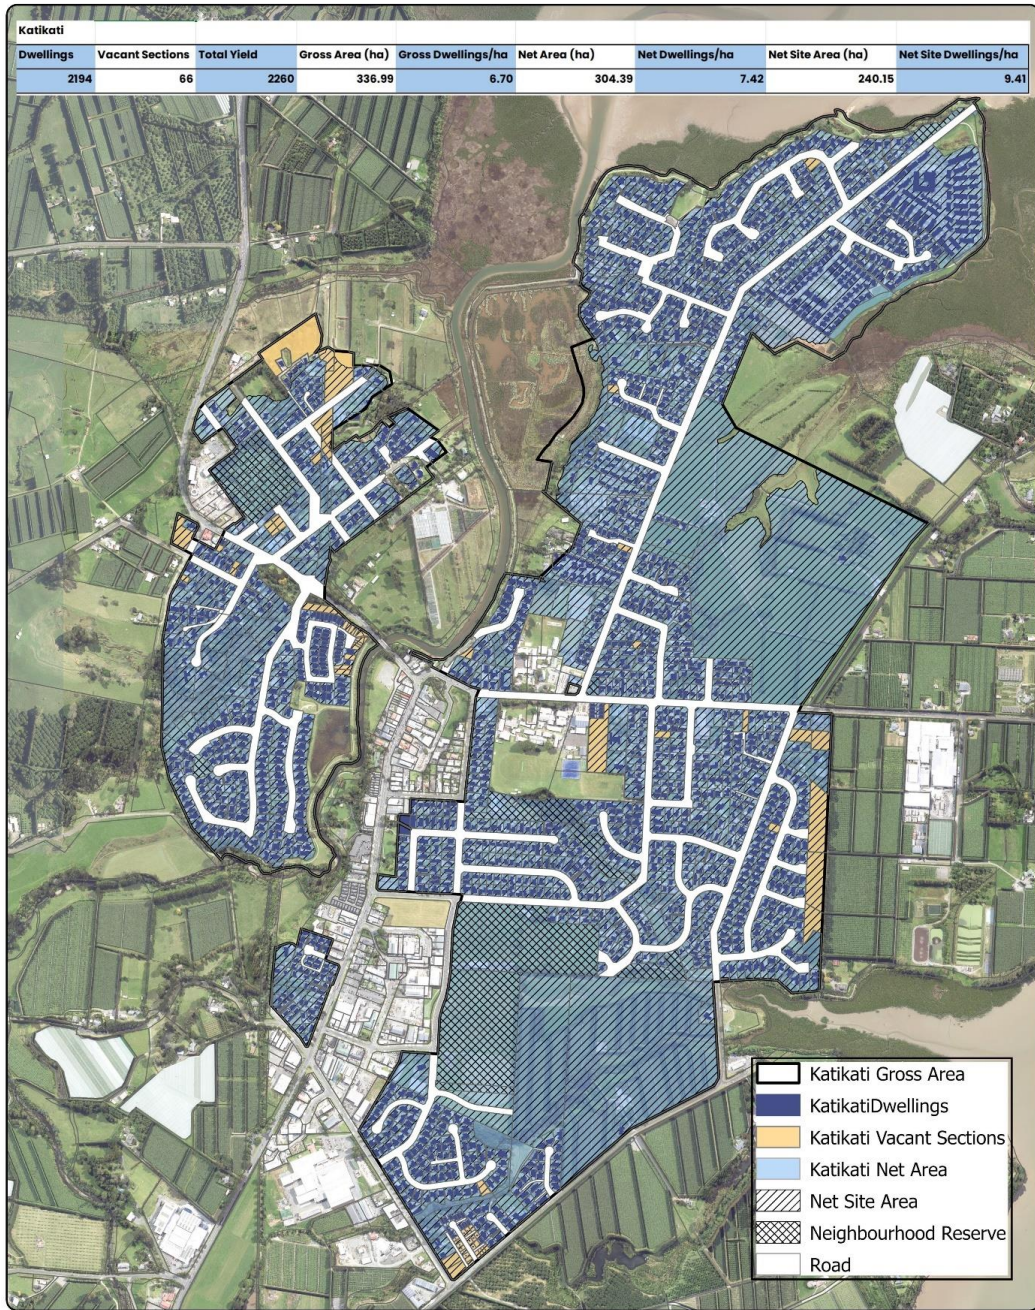 Katikati
Dwellings Vacant Sections Total Yield Gross Area (ha) Gross Dwellings/ha Net Area (ha) Net Dwellings/ha Net Site Area (ha) Net Site Dwellings/ha
2194 66 2260 336.99 6.70 304.39 7.42 240.15 9.41
Katikati Gross Area
KatikatiDwellings
Katikati Vacant Sections
Katikati Net Area
Net Site Area
Neighbourhood Reserve
Road